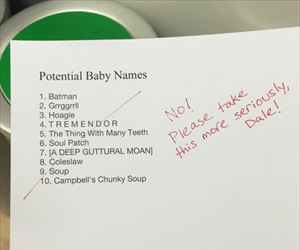 Potential Baby Names
1. Batman
2. Grrggrrll
3. Hoagie
4. T R E M E N D O R
5. The Thing With Many Teeth
6. Soul Patch
7. [A DEEP GUTTURAL MOAN]
8. Coleslaw
9. Soup
10. Campbell's Chunky Soup
No!
Please take
this more seriously,
Dale!